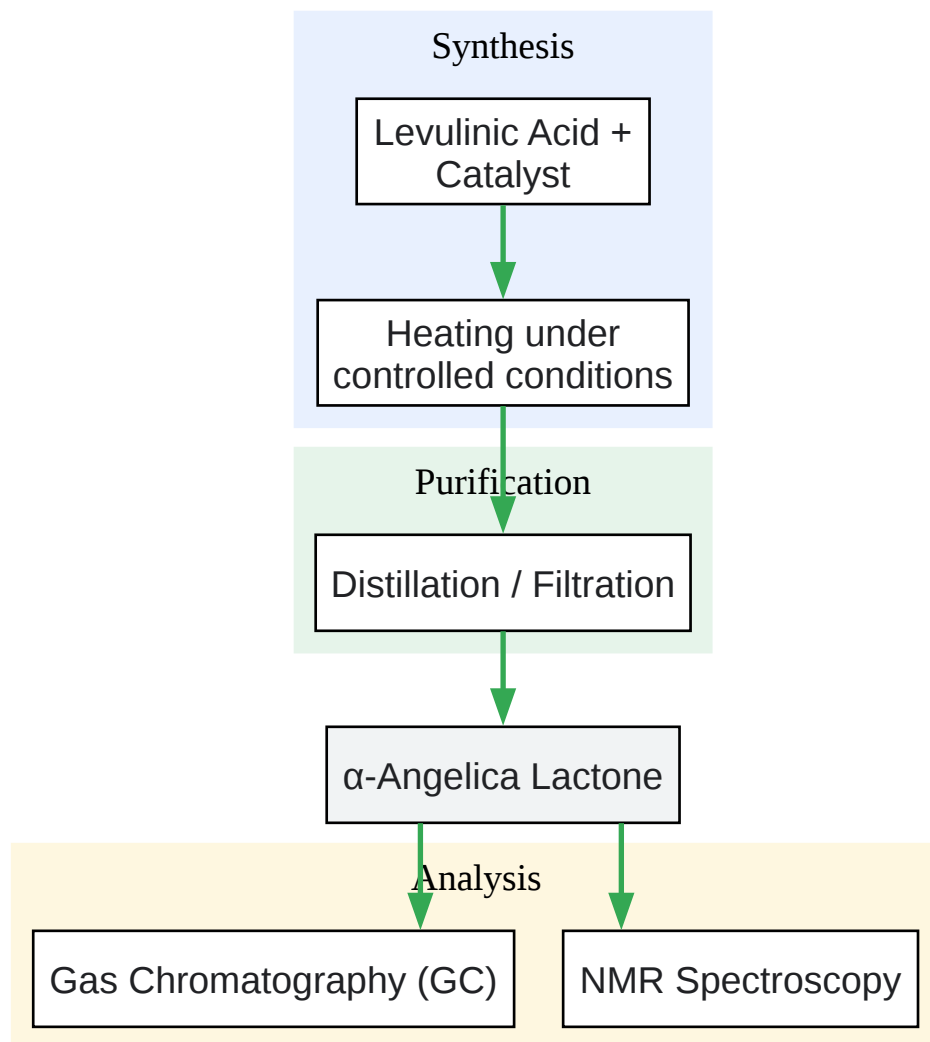 Synthesis
Levulinic Acid +
Catalyst
Heating under
controlled conditions
Purification
Distillation / Filtration
α-Angelica Lactone
Analysis
Gas Chromatography (GC)
NMR Spectroscopy